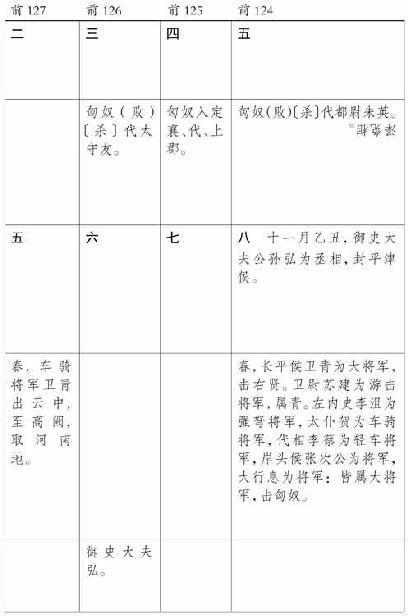 前 127
前 126
前 125
前 124
二
三
四
五
匈奴(败)
〔杀〕代太
守友。
匈奴入定
襄、代、上
郡。
匈奴(败)〔杀〕代都尉朱英。
五
六
七
八 十一月乙丑,御史大
夫公孙弘为丞相,封平津
侯。
春,车骑
将军卫青
出云中,
至高阙,
取河南
地。
春,长平侯卫青为大将军,
击右贤。卫尉苏建为游击
将军,属青。左内史李沮为
强弩将军,太仆贺为车骑
将军,代相李蔡为轻车将
军,岸头侯张次公为将军,
大行息为将军:皆属大将
军,击匈奴。
御史大夫
弘。